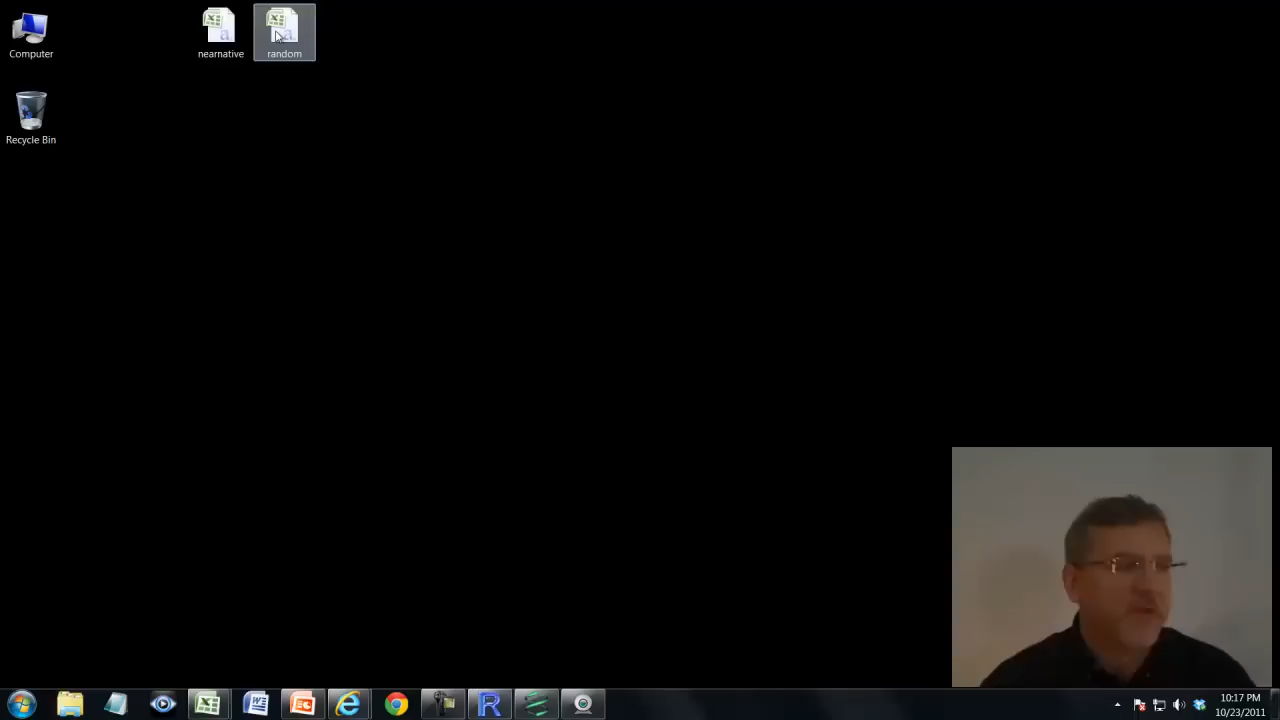 Computer
nearnative
random
Recycle Bin
10:17 PM
10/23/2011